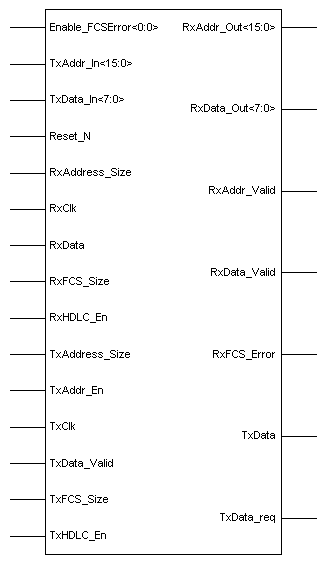 Enable_FCSError<0:0>
TxAddr_In<15:0>
TxData_In<7:0>
Reset_N
RxAddress_Size
RxClk
RxData
RxFCS_Size
RxHDLC_En
TxAddress_Size
TxAddr_En
TxClk
TxData_Valid
TxFCS_Size
TxHDLC_En
RxAddr_Out<15:0>
RxData_Out<7:0>
RxAddr_Valid
RxData_Valid
RxFCS_Error
TxData
TxData_req